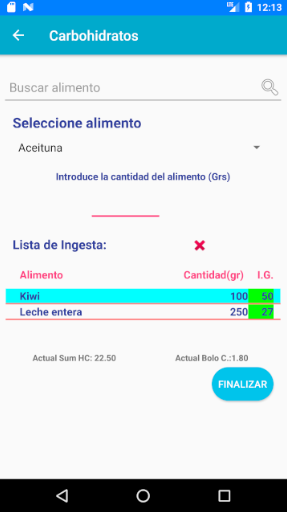 12:13
Carbohidratos
Buscar alimento
Seleccione alimento
Aceituna
Introduce la cantidad del alimento (Grs)
Lista de Ingesta:
Alimento Cantidad(gr) I.G.
Kiwi 100 50
Leche entera 250 27
Actual Sum HC: 22.50 Actual Bolo C.:1.80
FINALIZAR